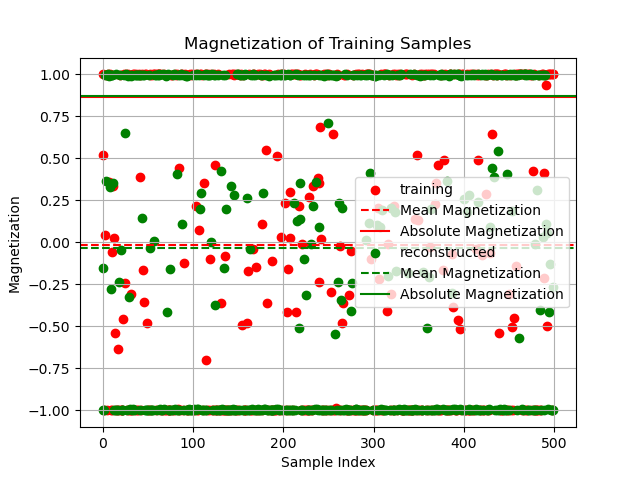 Magnetization of Training Samples
Magnetization
1.00
0.75
0.50
0.25
0.00
−0.25
−0.50
−0.75
−1.00
training
Mean Magnetization
Absolute Magnetization
reconstructed
Mean Magnetization
Absolute Magnetization
0
100
200
300
400
500
Sample Index